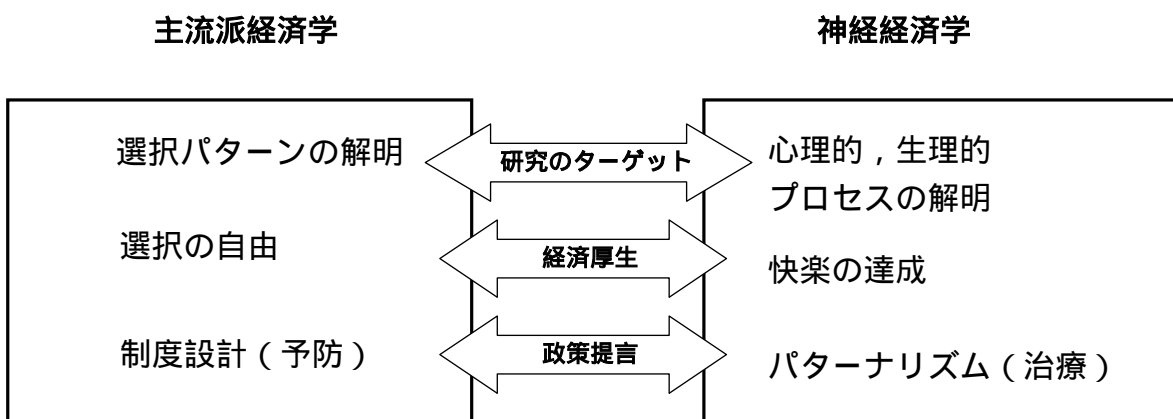 主流派経済学
神経経済学
選択パターンの解明
研究のターゲット
心理的，生理的
プロセスの解明
選択の自由
経済厚生
快楽の達成
制度設計（予防）
政策提言
パターナリズム（治療）